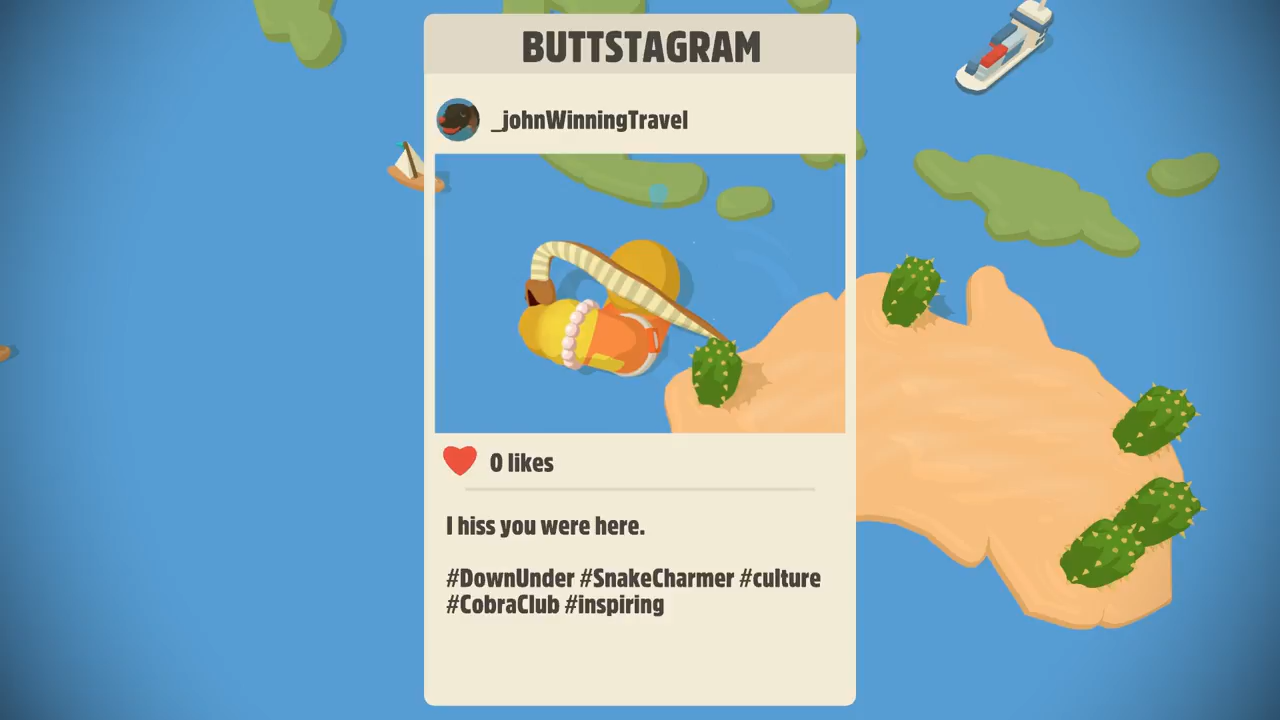 BUTTSTAGRAM
_johnWinningTravel
0 likes
I hiss you were here.
#DownUnder #SnakeCharmer #culture
#CobraClub #inspiring